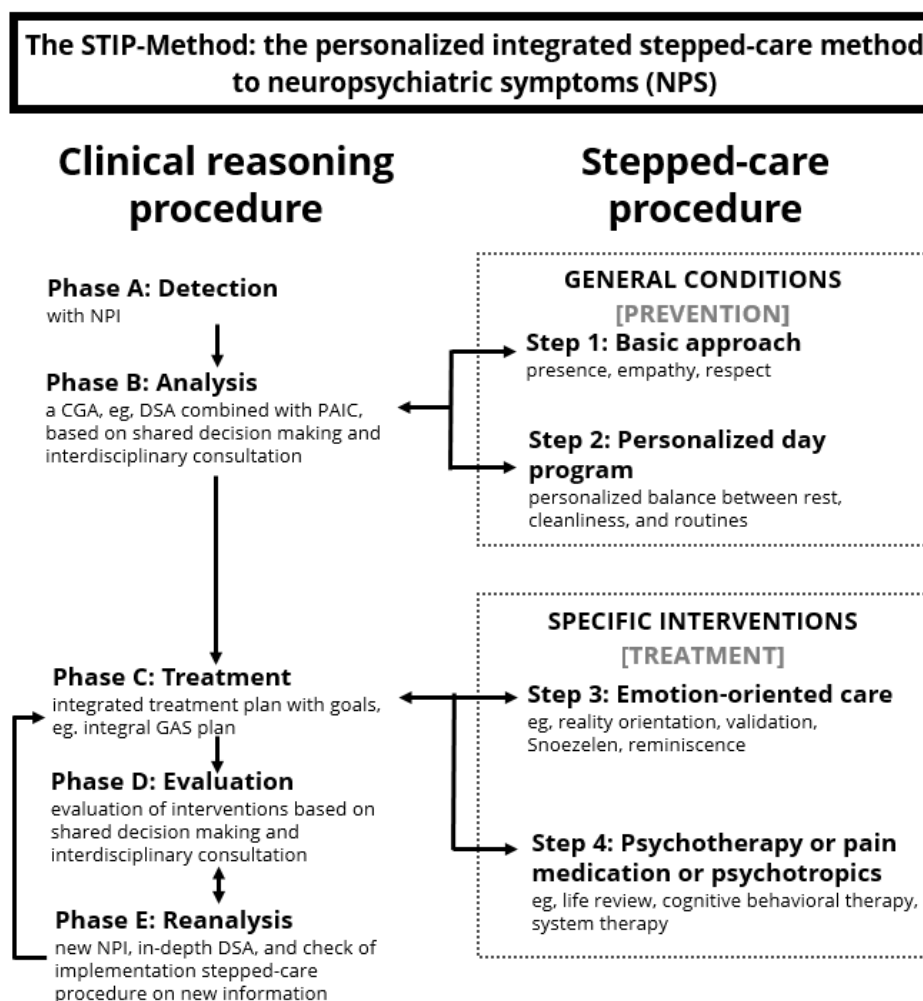 The STIP-Method: the personalized integrated stepped-care method
to neuropsychiatric symptoms (NPS)
Clinical reasoning
procedure
Phase A: Detection
with NPI
Phase B: Analysis
a CGA, eg, DSA combined with PAIC,
based on shared decision making and
interdisciplinary consultation
Phase C: Treatment
integrated treatment plan with goals,
eg. integral GAS plan
Phase D: Evaluation
evaluation of interventions based on
shared decision making and
interdisciplinary consultation
Phase E: Reanalysis
new NPI, in-depth DSA, and check of
implementation stepped-care
procedure on new information
Stepped-care
procedure
GENERAL CONDITIONS
[PREVENTION]
Step 1: Basic approach
presence, empathy, respect
Step 2: Personalized day
program
personalized balance between rest,
cleanliness, and routines
SPECIFIC INTERVENTIONS
[TREATMENT]
Step 3: Emotion-oriented care
eg, reality orientation, validation,
Snoezelen, reminiscence
Step 4: Psychotherapy or pain
medication or psychotropics
eg, life review, cognitive behavioral therapy,
system therapy